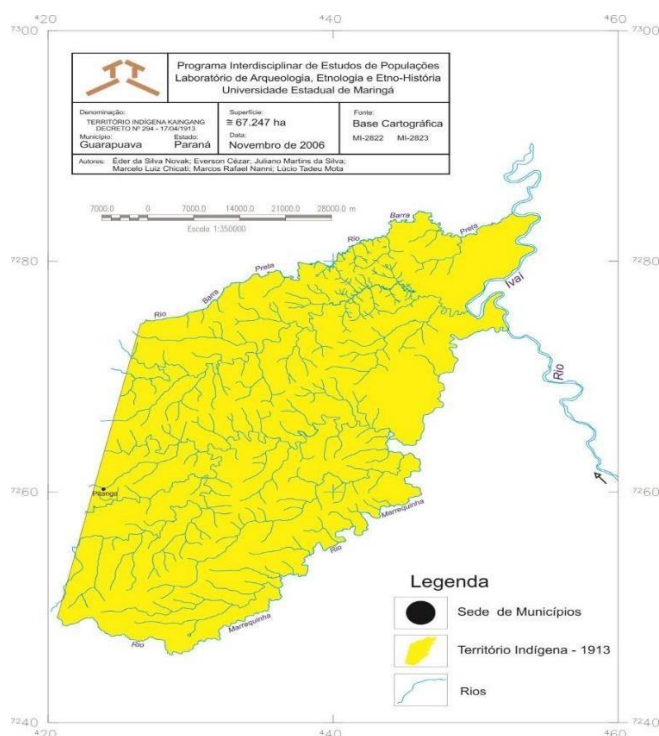 ⁴20
⁴40
⁴60
⁷³00
Programa Interdisciplinar de Estudos de Populações
Laboratório de Arqueologia, Etnologia e Etno-História
Universidade Estadual de Maringá
Denominação:
TERRITÓRIO INDÍGENA KAINGANG
DECRETO Nº 294 - 17/04/1913
Município:
Guarapuava
Estado:
Paraná
Superfície:
≅ 67.247 ha
Data:
Novembro de 2006
Fonte:
Base Cartográfica
MI-2822 MI-2823
Autores: Éder da Silva Novak; Everson Cézar; Juliano Martins da Silva;
Marcelo Luiz Chicati; Marcos Rafael Nanni; Lúcio Tadeu Mota
7000.0 0 7000.0 14000.0 21000.0 28000.0 m
Escala 1:350000
⁷²80
Rio Barra Preta
Rio Barra Preta
Ivaí
Rio
⁷²60
Pitanga
Rio Marrequinha
Rio Marrequinha
Legenda
Sede de Municípios
Território Indígena - 1913
Rios
⁷²40
⁴20
⁴40
⁴60